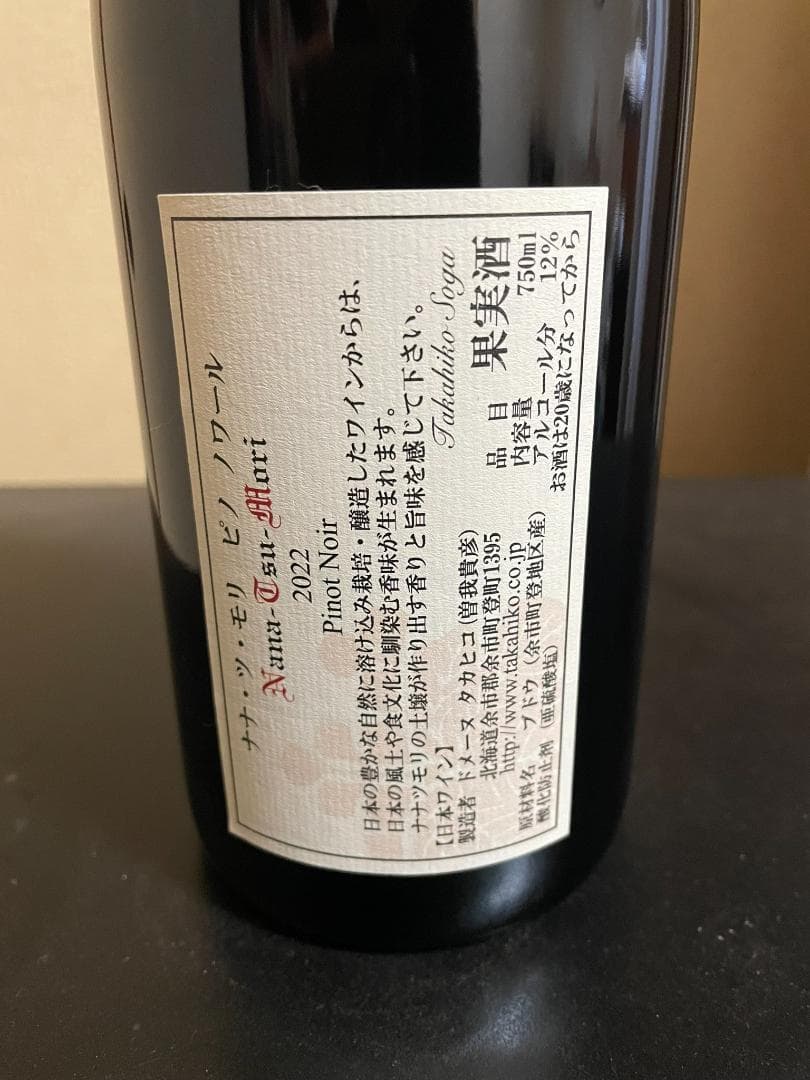 ナナ・ツ・モリ ピノ ノワール
Nana-Tsu-Mori
2022
Pinot Noir
日本の豊かな自然に溶け込み栽培・醸造したワインからは、
日本の風土や食文化に馴染む香味が生まれます。
ナナツモリの土壌が作り出す香りと旨味を感じて下さい。
Takahiko Soga
【日本ワイン】
製造者 ドメーヌ タカヒコ(曽我貴彦)
北海道余市郡余市町登町1395
http://www.takahiko.co.jp
原材料名 ブドウ(余市町登地区産)
酸化防止剤(亜硫酸塩)
品目 果実酒
内容量 750ml
アルコール分 12%
お酒は20歳になってから